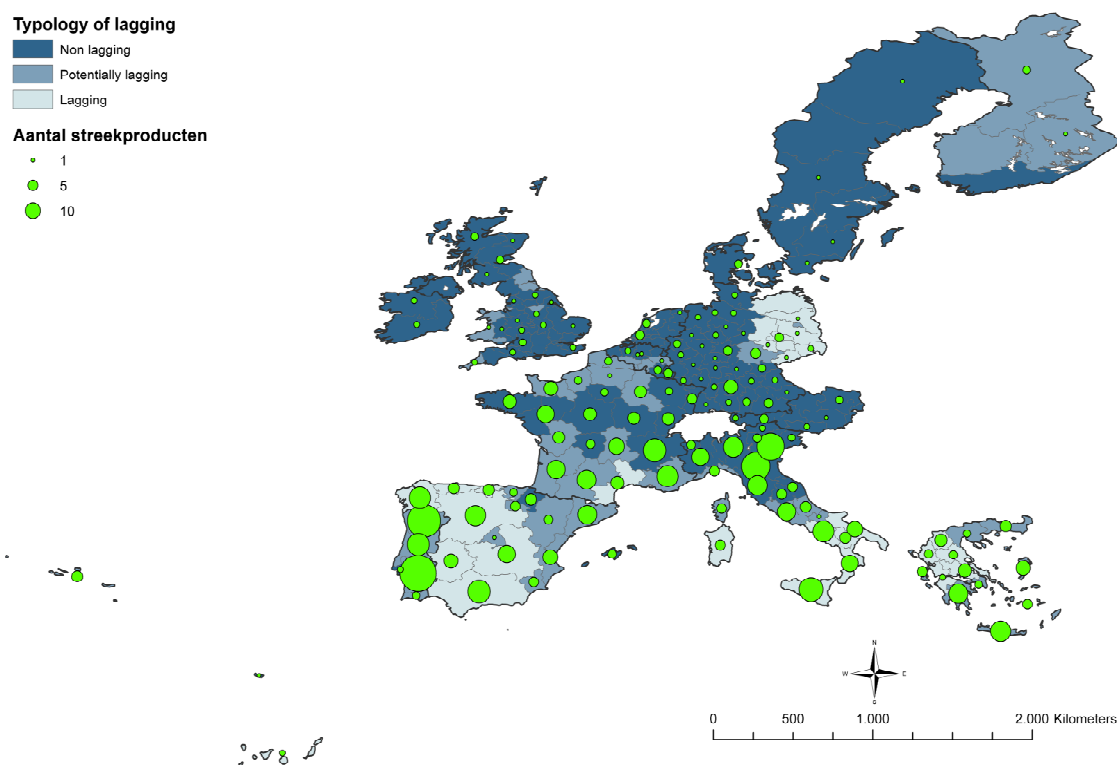 Typology of lagging
Non lagging
Potentially lagging
Lagging
Aantal streekproducten
1
5
10
N
W E
S
0 500 1.000 2.000 Kilometers